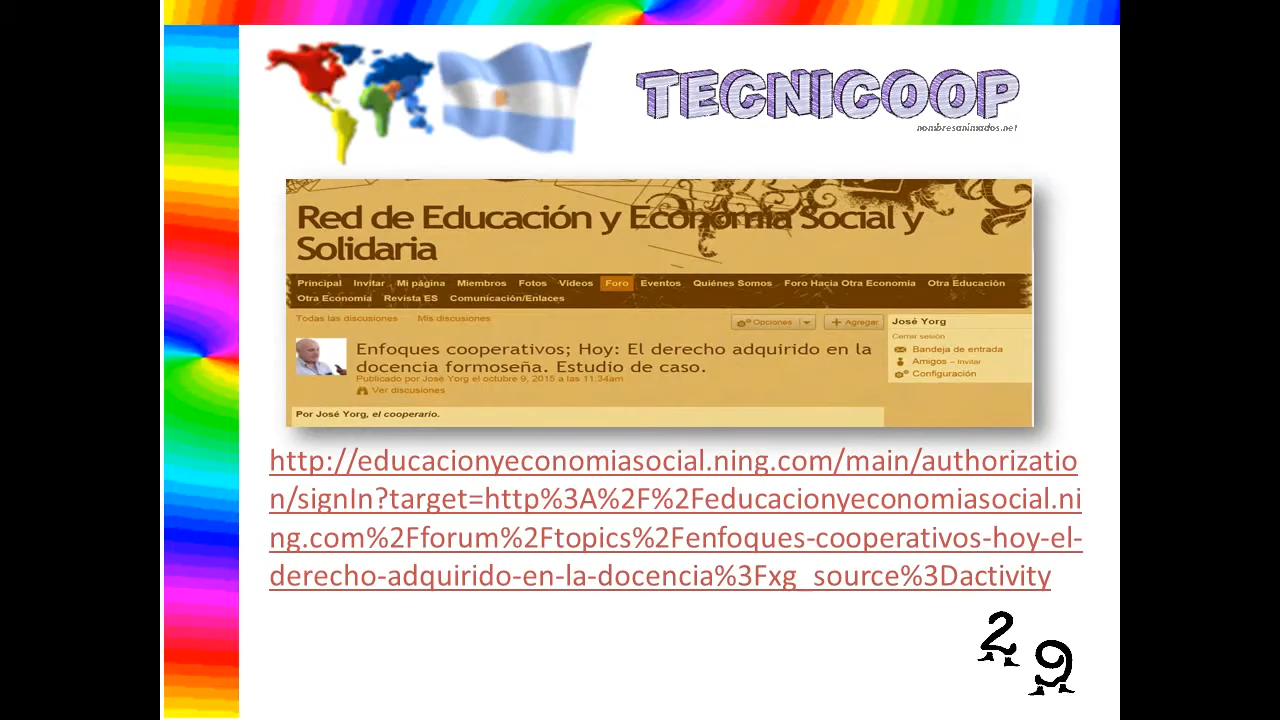 TECNICOOP
nombresanimados.net
Red de Educación y Economía Social y
Solidaria
Principal Invitar Mi página Miembros Fotos Vídeos Foro Eventos Quiénes Somos Foro Hacia Otra Economía Otra Educación
Otra Economía Revista ES Comunicación/Enlaces
Todas las discusiones Mis discusiones
Opciones Agregar
José Yorg
Cerrar sesión
Bandeja de entrada
Amigos – Invitar
Configuración
Enfoques cooperativos; Hoy: El derecho adquirido en la
docencia formoseña. Estudio de caso.
Publicado por José Yorg el octubre 9, 2015 a las 11:34am
Ver discusiones
Por José Yorg, el cooperario.
http://educacionyeconomiasocial.ning.com/main/authorizatio
n/signIn?target=http%3A%2F%2Feducacionyeconomiasocial.ni
ng.com%2Fforum%2Ftopics%2Fenfoques-cooperativos-hoy-el-
derecho-adquirido-en-la-docencia%3Fxg_source%3Dactivity
29